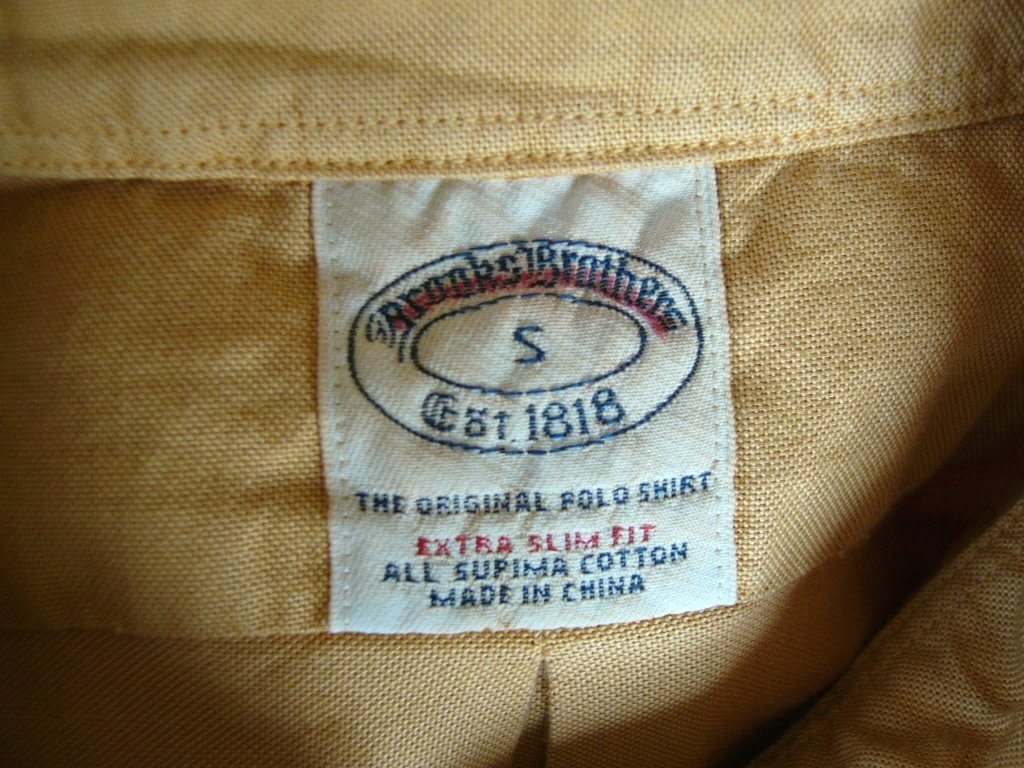 Brooks Brothers
S
Est 1818
THE ORIGINAL POLO SHIRT
EXTRA SLIM FIT
ALL SUPIMA COTTON
MADE IN CHINA